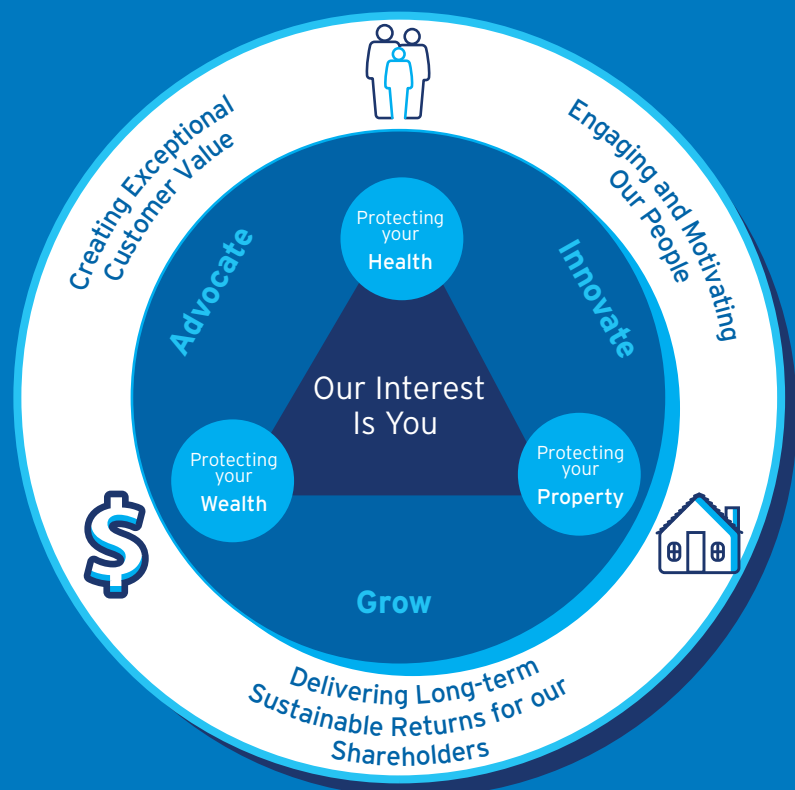 Creating Exceptional
Customer Value
Engaging and Motivating
Our People
Advocate
Innovate
Protecting
your
Health
Our Interest
Is You
Protecting
your
Wealth
Protecting
your
Property
Grow
Delivering Long-term
Sustainable Returns for our
Shareholders